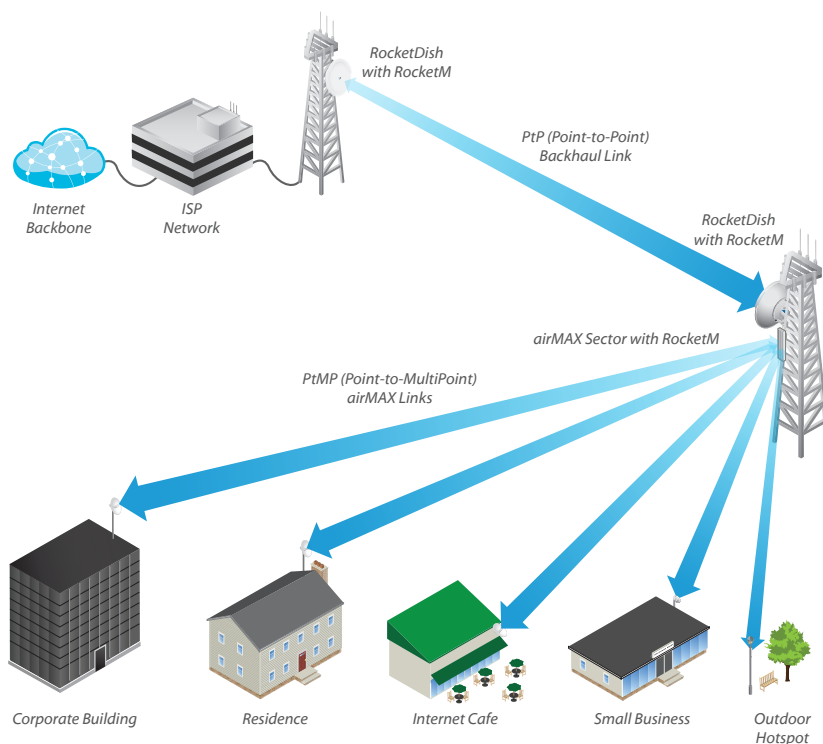 RocketDish
with RocketM
PtP (Point-to-Point)
Backhaul Link
Internet
Backbone
ISP
Network
RocketDish
with RocketM
airMAX Sector with RocketM
PtMP (Point-to-MultiPoint)
airMAX Links
Corporate Building
Residence
Internet Cafe
Small Business
Outdoor
Hotspot